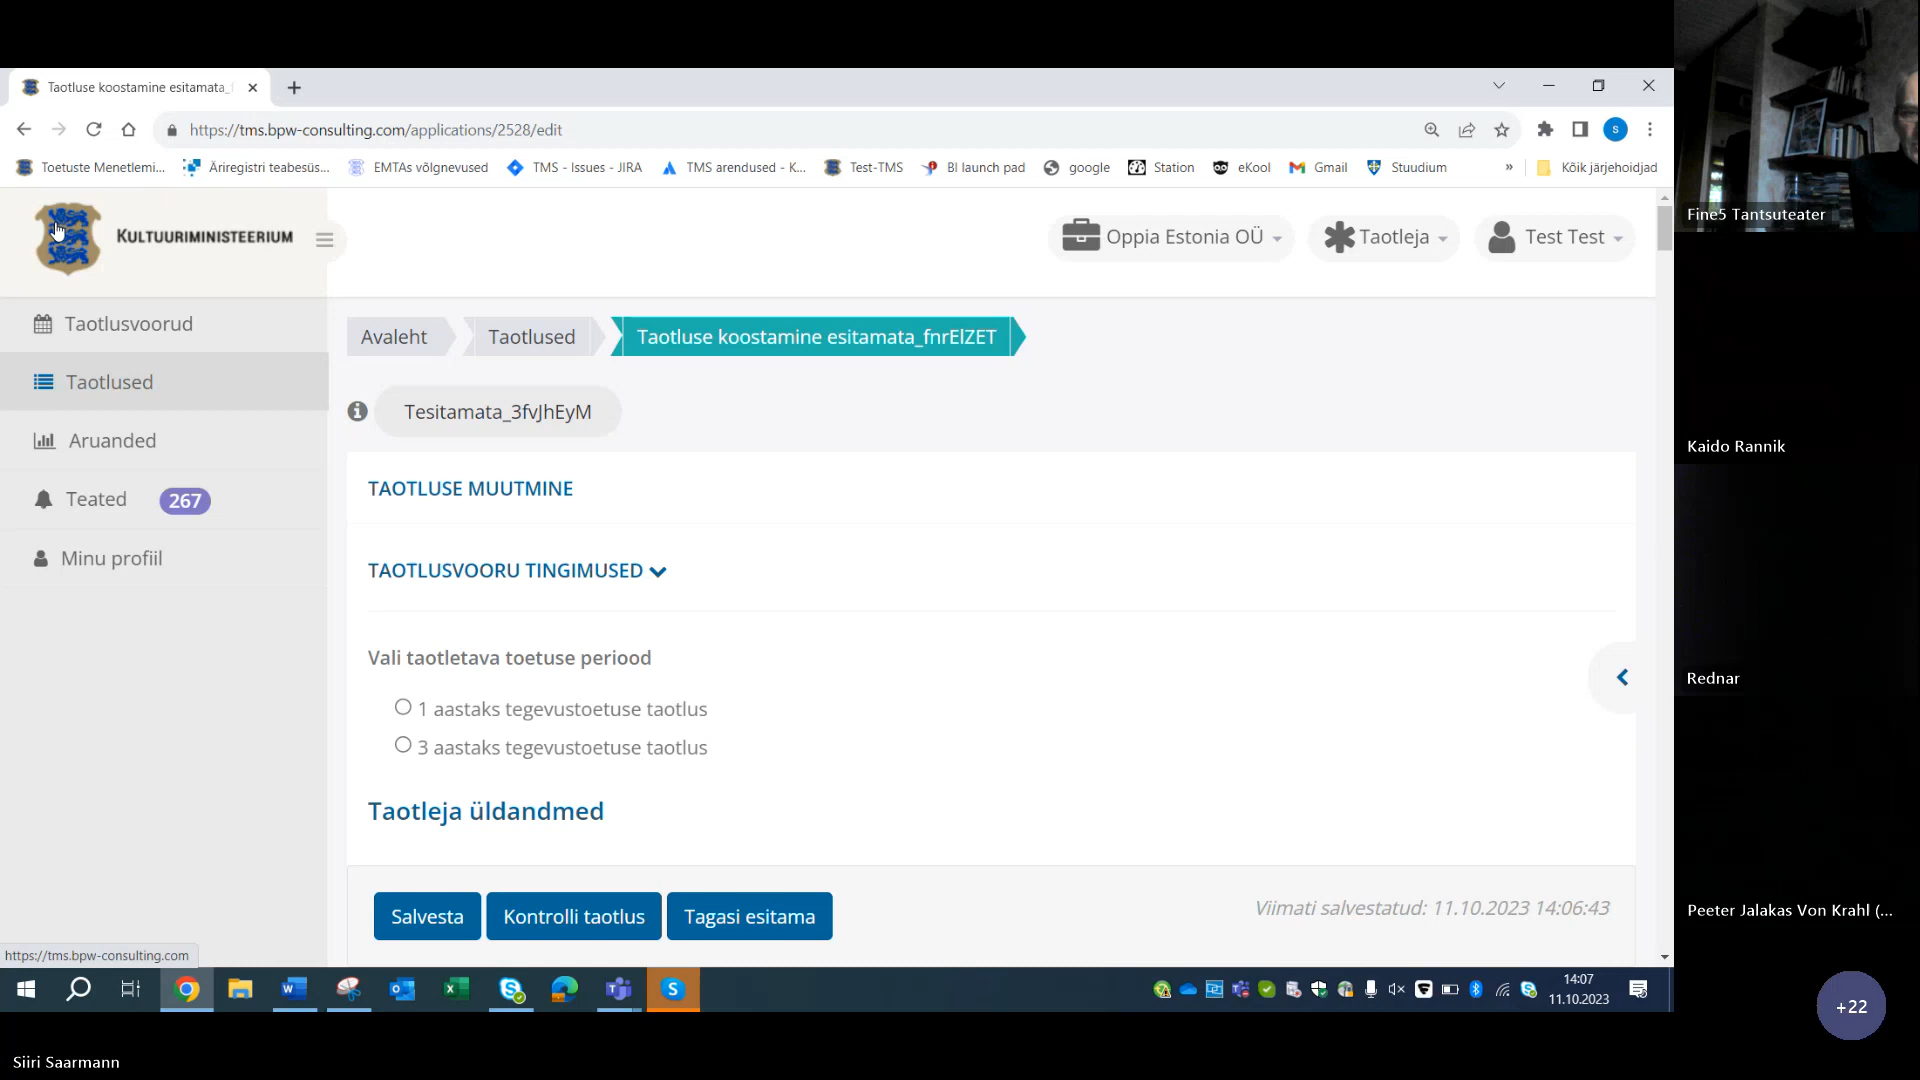 Taotluse koostamine esitamata_
https://tms.bpw-consulting.com/applications/2528/edit
S
Toetuste Menetlemi...
Äriregistri teabesüs...
EMTAs võlgnevused
TMS - Issues - JIRA
TMS arendused - K...
Test-TMS
BI launch pad
google
Station
eKool
Gmail
Stuudium
»
Kõik järjehoidjad
KULTUURIMINISTEERIUM
Oppia Estonia OÜ
Taotleja
Test Test
Taotlusvoorud
Taotlused
Aruanded
Teated 267
Minu profiil
Avaleht
Taotlused
Taotluse koostamine esitamata_fnrElZET
Tesitamata_3fvJhEyM
TAOTLUSE MUUTMINE
TAOTLUSVOORU TINGIMUSED
Vali taotletava toetuse periood
1 aastaks tegevustoetuse taotlus
3 aastaks tegevustoetuse taotlus
Taotleja üldandmed
Salvesta
Kontrolli taotlus
Tagasi esitama
Viimati salvestatud: 11.10.2023 14:06:43
https://tms.bpw-consulting.com
14:07
11.10.2023
Fine5 Tantsuteater
Kaido Rannik
Rednar
Peeter Jalakas Von Krahl (...
+22
Siiri Saarmann